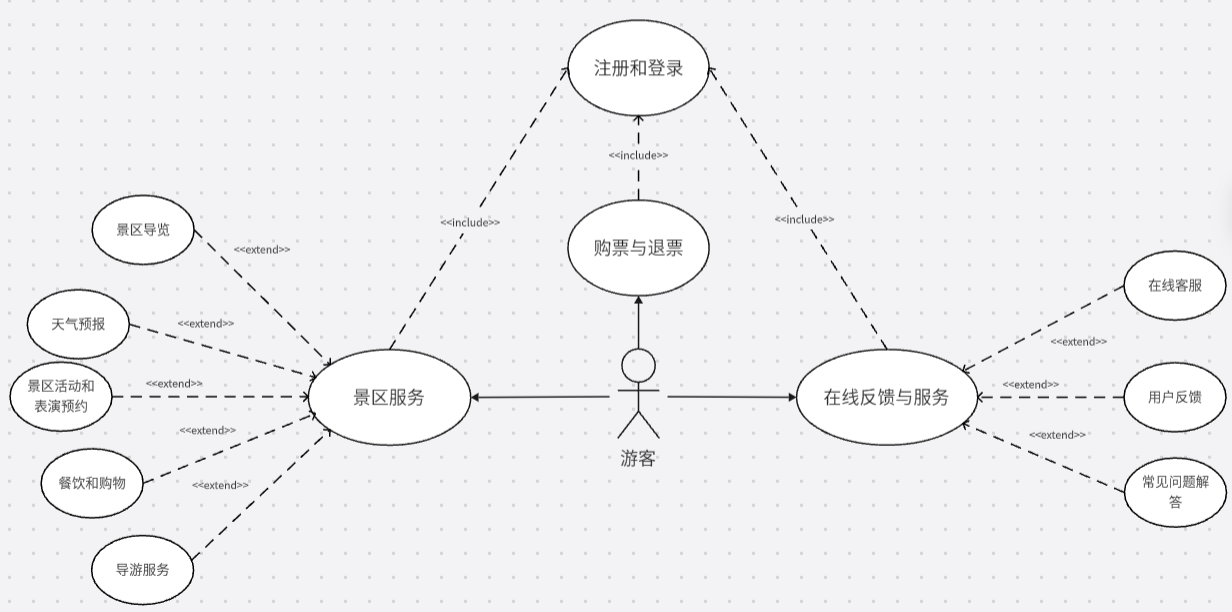 注册和登录
<<include>>
购票与退票
<<include>>
<<include>>
景区导览
<<extend>>
天气预报
<<extend>>
景区活动和
表演预约
<<extend>>
餐饮和购物
<<extend>>
导游服务
<<extend>>
景区服务
游客
在线反馈与服务
在线客服
<<extend>>
用户反馈
<<extend>>
常见问题解
答
<<extend>>